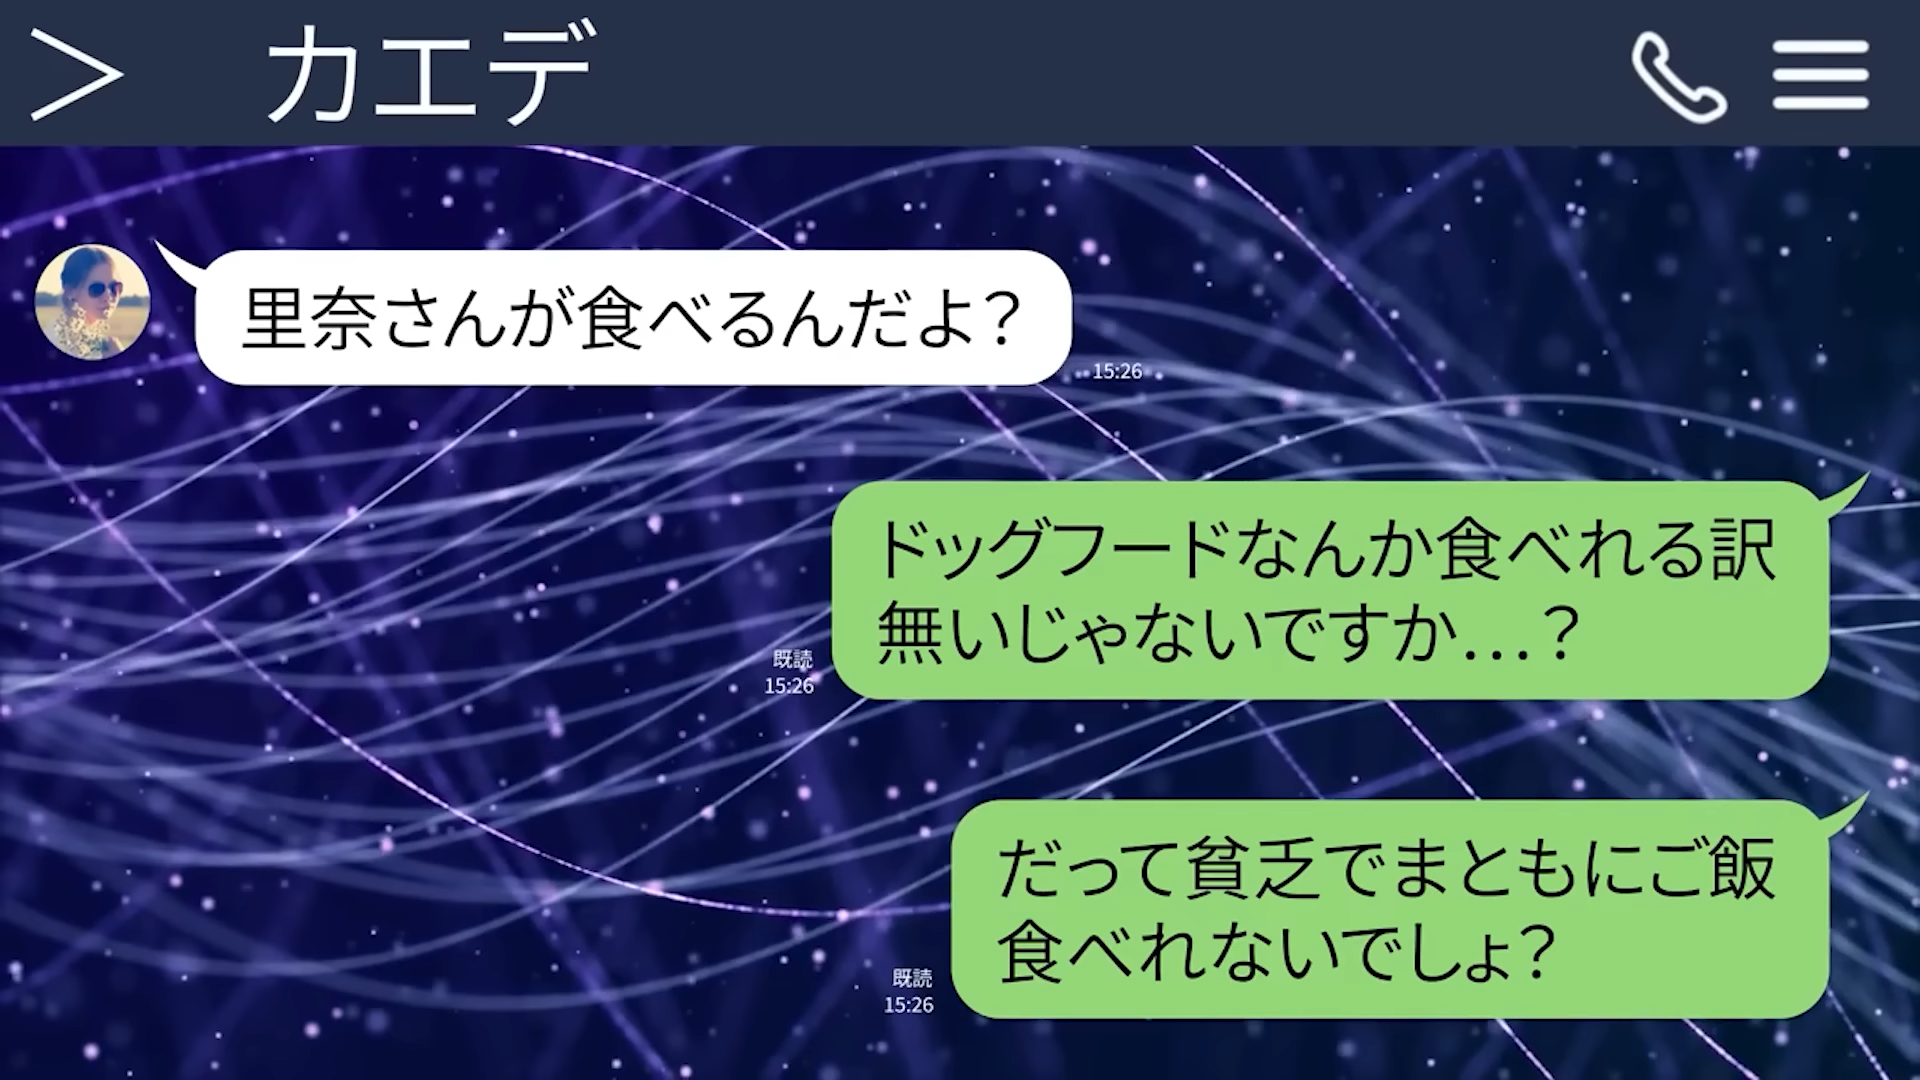 ＞ カエデ
里奈さんが食べるんだよ？
15:26
ドッグフードなんか食べれる訳
無いじゃないですか…？
既読
15:26
だって貧乏でまともにご飯
食べれないでしょ？
既読
15:26